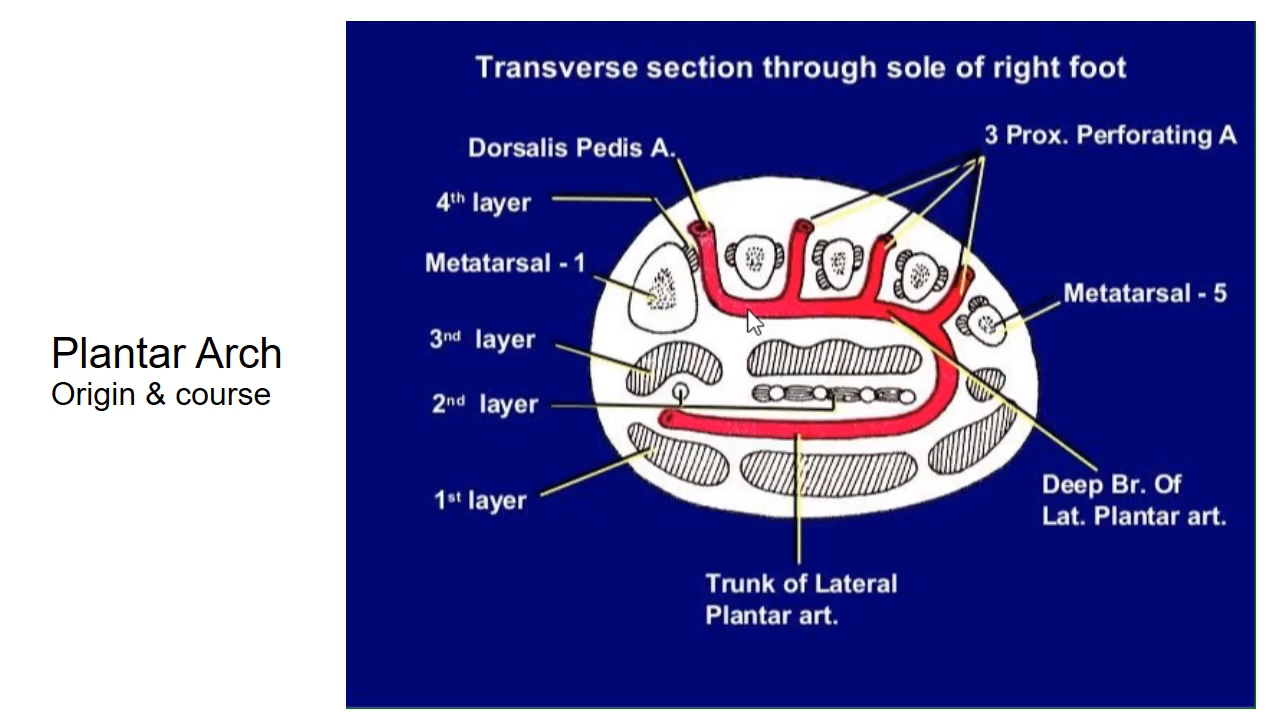 Plantar Arch
Origin & course
Transverse section through sole of right foot
3 Prox. Perforating A
Dorsalis Pedis A.
4th layer
Metatarsal - 1
Metatarsal - 5
3nd layer
2nd layer
1st layer
Deep Br. Of
Lat. Plantar art.
Trunk of Lateral
Plantar art.